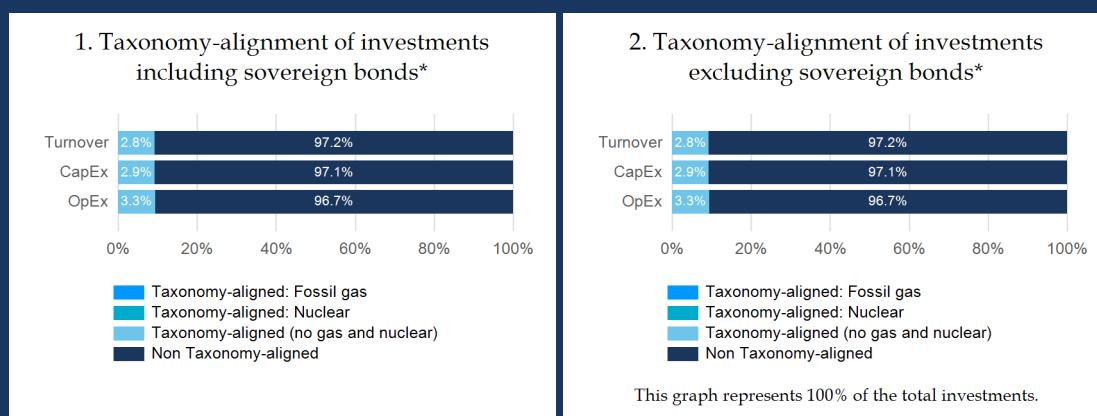 1. Taxonomy-alignment of investments
including sovereign bonds*
Turnover 2.8% 97.2%
CapEx 2.9% 97.1%
OpEx 3.3% 96.7%
0% 20% 40% 60% 80% 100%
Taxonomy-aligned: Fossil gas
Taxonomy-aligned: Nuclear
Taxonomy-aligned (no gas and nuclear)
Non Taxonomy-aligned
2. Taxonomy-alignment of investments
excluding sovereign bonds*
Turnover 2.8% 97.2%
CapEx 2.9% 97.1%
OpEx 3.3% 96.7%
0% 20% 40% 60% 80% 100%
Taxonomy-aligned: Fossil gas
Taxonomy-aligned: Nuclear
Taxonomy-aligned (no gas and nuclear)
Non Taxonomy-aligned
This graph represents 100% of the total investments.